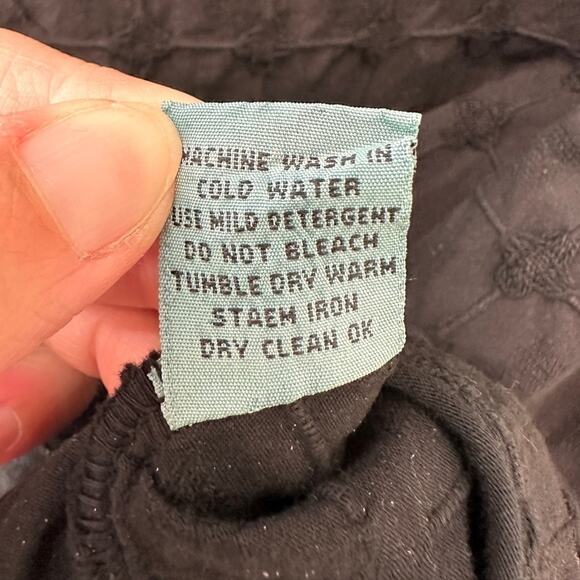 MACHINE WASH IN
COLD WATER
USE MILD DETERGENT
DO NOT BLEACH
TUMBLE DRY WARM
STAEM IRON
DRY CLEAN OK